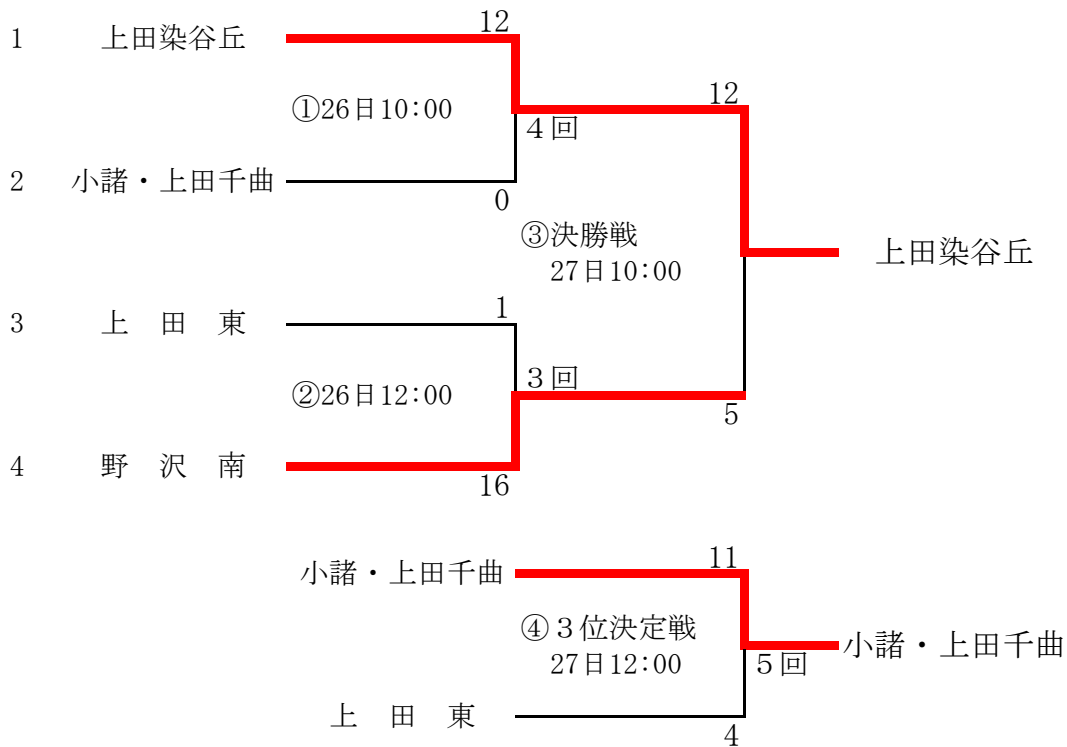 12
1 上田染谷丘
12
①26日10:00
４回
2 小諸・上田千曲
0
③決勝戦
27日10:00
上田染谷丘
1
3 上 田 東
３回
②26日12:00
5
4 野 沢 南
16
11
小諸・上田千曲
④３位決定戦
27日12:00
５回
小諸・上田千曲
上 田 東
4